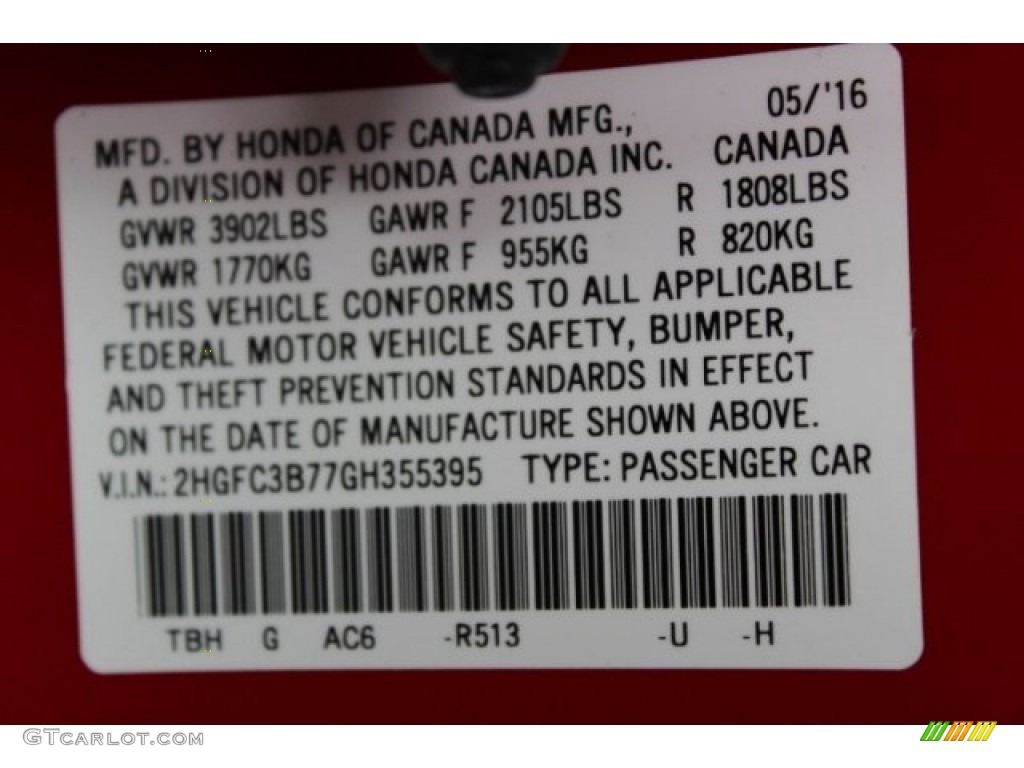 05/'16
MFD. BY HONDA OF CANADA MFG.,
A DIVISION OF HONDA CANADA INC. CANADA
GVWR 3902LBS GAWR F 2105LBS R 1808LBS
GVWR 1770KG GAWR F 955KG R 820KG
THIS VEHICLE CONFORMS TO ALL APPLICABLE
FEDERAL MOTOR VEHICLE SAFETY, BUMPER,
AND THEFT PREVENTION STANDARDS IN EFFECT
ON THE DATE OF MANUFACTURE SHOWN ABOVE.
V.I.N.: 2HGFC3B77GH355395 TYPE: PASSENGER CAR
TBH G AC6 -R513 -U -H
GTCARLOT.COM